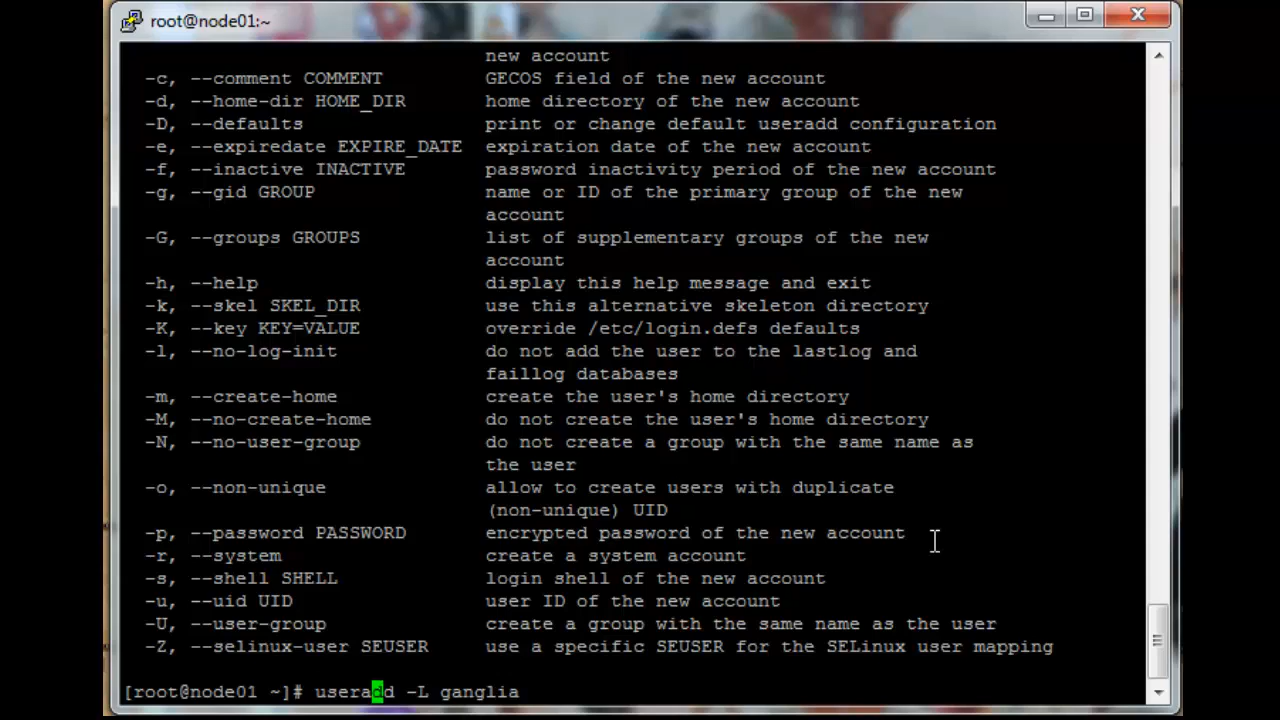 root@node01:~
new account
-c, --comment COMMENT GECOS field of the new account
-d, --home-dir HOME_DIR home directory of the new account
-D, --defaults print or change default useradd configuration
-e, --expiredate EXPIRE_DATE expiration date of the new account
-f, --inactive INACTIVE password inactivity period of the new account
-g, --gid GROUP name or ID of the primary group of the new
account
-G, --groups GROUPS list of supplementary groups of the new
account
-h, --help display this help message and exit
-k, --skel SKEL_DIR use this alternative skeleton directory
-K, --key KEY=VALUE override /etc/login.defs defaults
-l, --no-log-init do not add the user to the lastlog and
faillog databases
-m, --create-home create the user's home directory
-M, --no-create-home do not create the user's home directory
-N, --no-user-group do not create a group with the same name as
the user
-o, --non-unique allow to create users with duplicate
(non-unique) UID
-p, --password PASSWORD encrypted password of the new account
-r, --system create a system account
-s, --shell SHELL login shell of the new account
-u, --uid UID user ID of the new account
-U, --user-group create a group with the same name as the user
-Z, --selinux-user SEUSER use a specific SEUSER for the SELinux user mapping
[root@node01 ~]# useradd -L ganglia